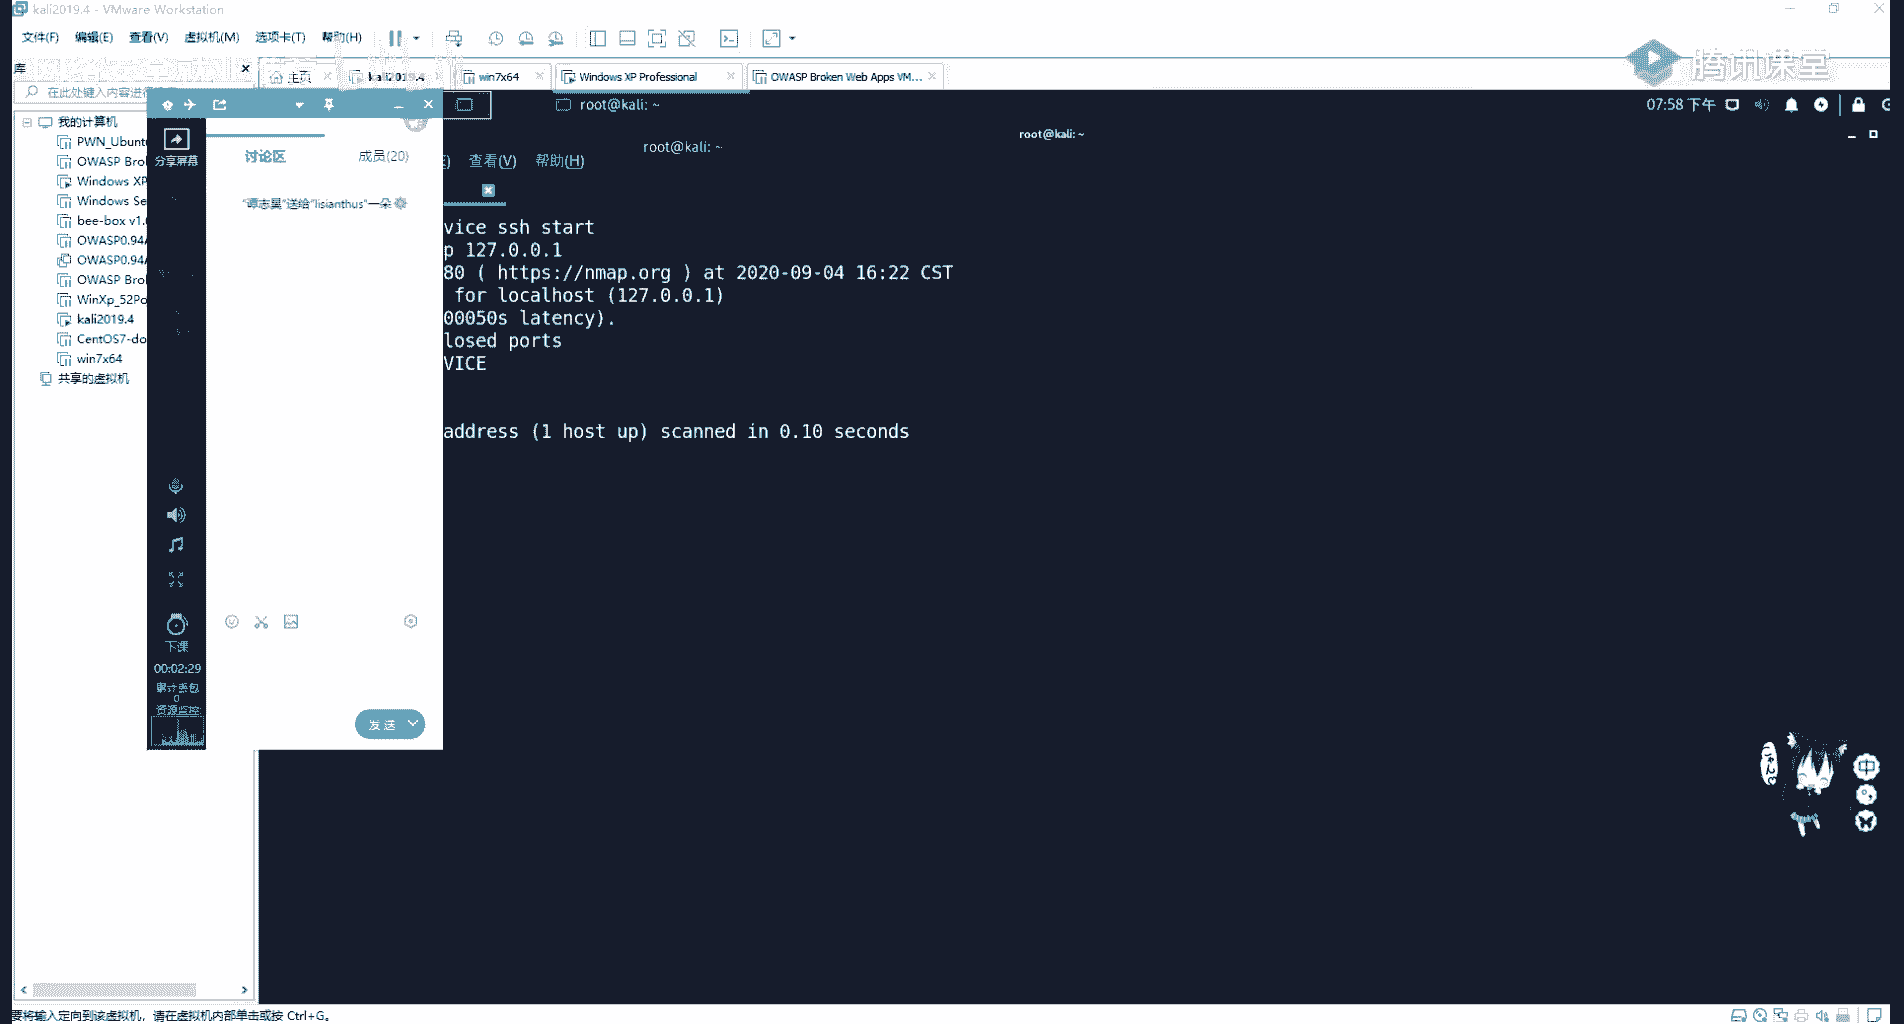 kali2019.4 - VMware Workstation
文件(F) 编辑(E) 查看(V) 虚拟机(M) 选项卡(T) 帮助(H)
腾讯课堂
库
主页 kali2019.4 win7x64 Windows XP Professional OWASP Broken Web Apps VM...
在此处键入内容进行
root@kali: ~
07:58 下午
我的计算机
PWN_Ubunt
OWASP Bro
Windows XP
Windows Se
bee-box v1.
OWASP0.94
OWASP0.94
OWASP Bro
WinXp_52Po
kali2019.4
CentOS7-do
win7x64
共享的虚拟机
分享屏幕
讨论区 成员(20)
送给"lisianthus"一朵
root@kali: ~
root@kali: ~
查看(V) 帮助(H)
vice ssh start
p 127.0.0.1
80 ( https://nmap.org ) at 2020-09-04 16:22 CST
for localhost (127.0.0.1)
00050s latency).
losed ports
VICE
address (1 host up) scanned in 0.10 seconds
下课
00:02:29
累计丢包
0
资源监控
发送
中
要将输入定向到该虚拟机，请在虚拟机内部单击或按 Ctrl+G。